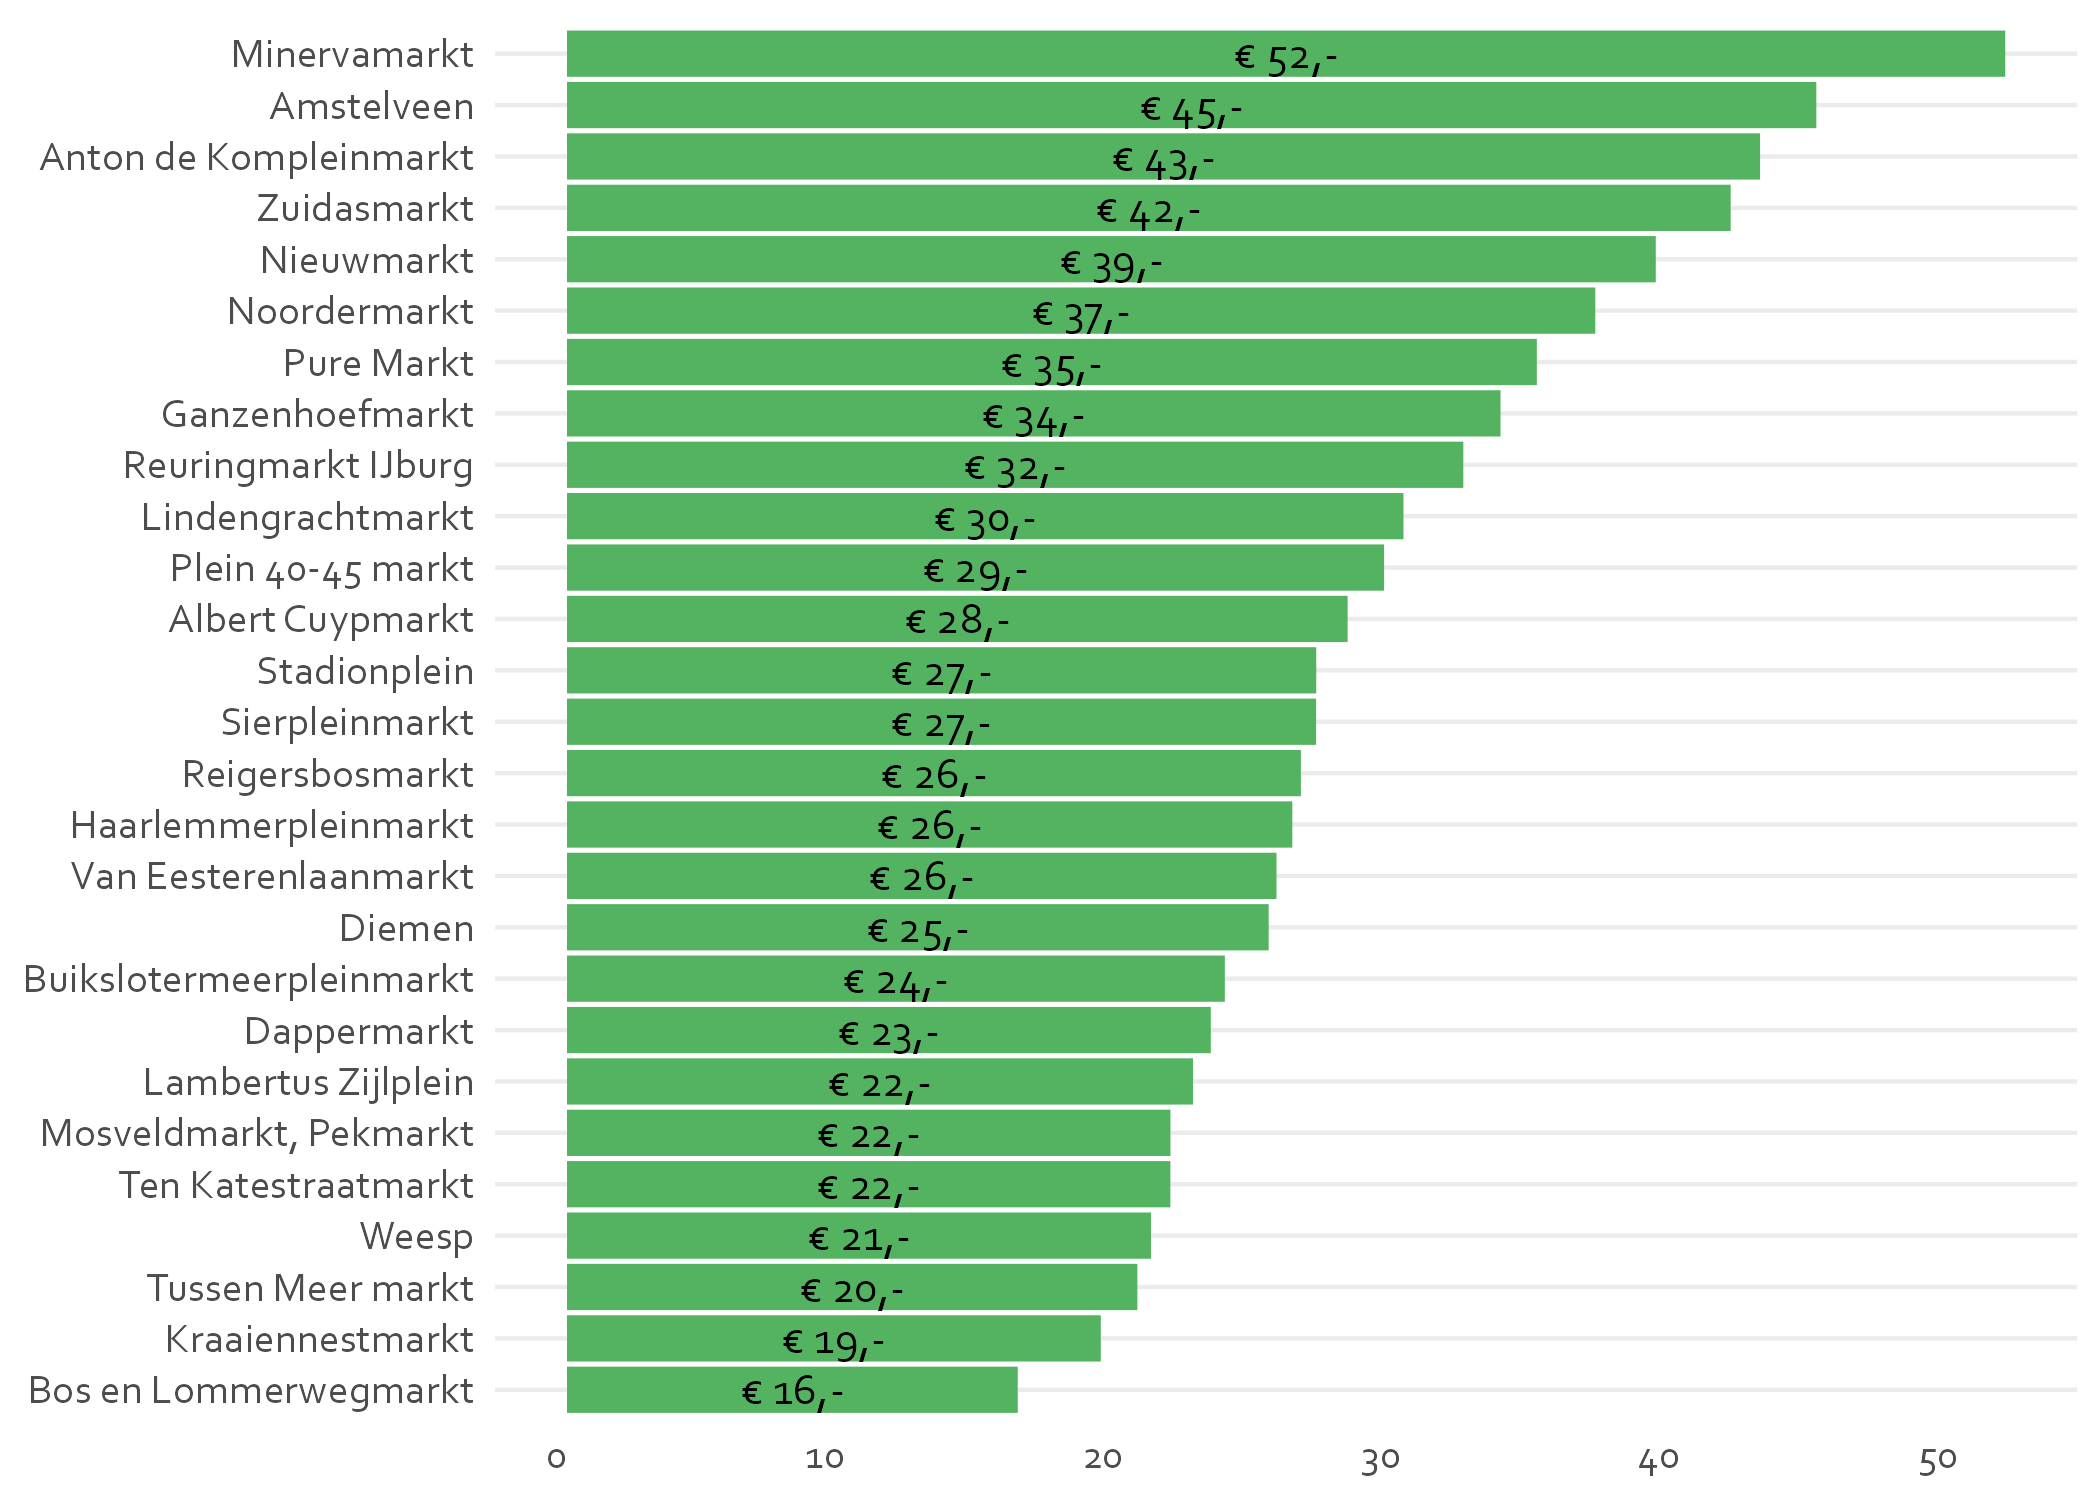 Minervamarkt € 52,-
Amstelveen € 45,-
Anton de Kompleinmarkt € 43,-
Zuidasmarkt € 42,-
Nieuwmarkt € 39,-
Noordermarkt € 37,-
Pure Markt € 35,-
Ganzenhoefmarkt € 34,-
Reuringmarkt IJburg € 32,-
Lindengrachtmarkt € 30,-
Plein 40-45 markt € 29,-
Albert Cuypmarkt € 28,-
Stadionplein € 27,-
Sierpleinmarkt € 27,-
Reigersbosmarkt € 26,-
Haarlemmerpleinmarkt € 26,-
Van Eesterenlaanmarkt € 26,-
Diemen € 25,-
Buikslotermeerpleinmarkt € 24,-
Dappermarkt € 23,-
Lambertus Zijlplein € 22,-
Mosveldmarkt, Pekmarkt € 22,-
Ten Katestraatmarkt € 22,-
Weesp € 21,-
Tussen Meer markt € 20,-
Kraaiennestmarkt € 19,-
Bos en Lommerwegmarkt € 16,-
0 10 20 30 40 50